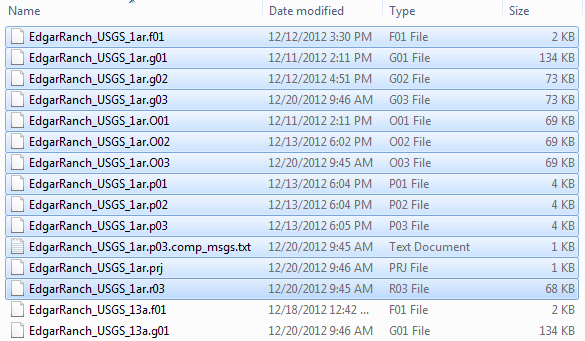 Name Date modified Type Size
EdgarRanch_USGS_1ar.f01 12/12/2012 3:30 PM F01 File 2 KB
EdgarRanch_USGS_1ar.g01 12/11/2012 2:11 PM G01 File 134 KB
EdgarRanch_USGS_1ar.g02 12/12/2012 4:51 PM G02 File 73 KB
EdgarRanch_USGS_1ar.g03 12/20/2012 9:46 AM G03 File 73 KB
EdgarRanch_USGS_1ar.O01 12/11/2012 2:11 PM O01 File 69 KB
EdgarRanch_USGS_1ar.O02 12/13/2012 6:02 PM O02 File 69 KB
EdgarRanch_USGS_1ar.O03 12/20/2012 9:45 AM O03 File 69 KB
EdgarRanch_USGS_1ar.p01 12/13/2012 6:04 PM P01 File 4 KB
EdgarRanch_USGS_1ar.p02 12/13/2012 6:04 PM P02 File 4 KB
EdgarRanch_USGS_1ar.p03 12/13/2012 6:05 PM P03 File 4 KB
EdgarRanch_USGS_1ar.p03.comp_msgs.txt 12/20/2012 9:45 AM Text Document 1 KB
EdgarRanch_USGS_1ar.prj 12/20/2012 9:46 AM PRJ File 1 KB
EdgarRanch_USGS_1ar.r03 12/20/2012 9:45 AM R03 File 68 KB
EdgarRanch_USGS_13a.f01 12/18/2012 12:42 ... F01 File 2 KB
EdgarRanch_USGS_13a.g01 12/20/2012 9:46 AM G01 File 134 KB